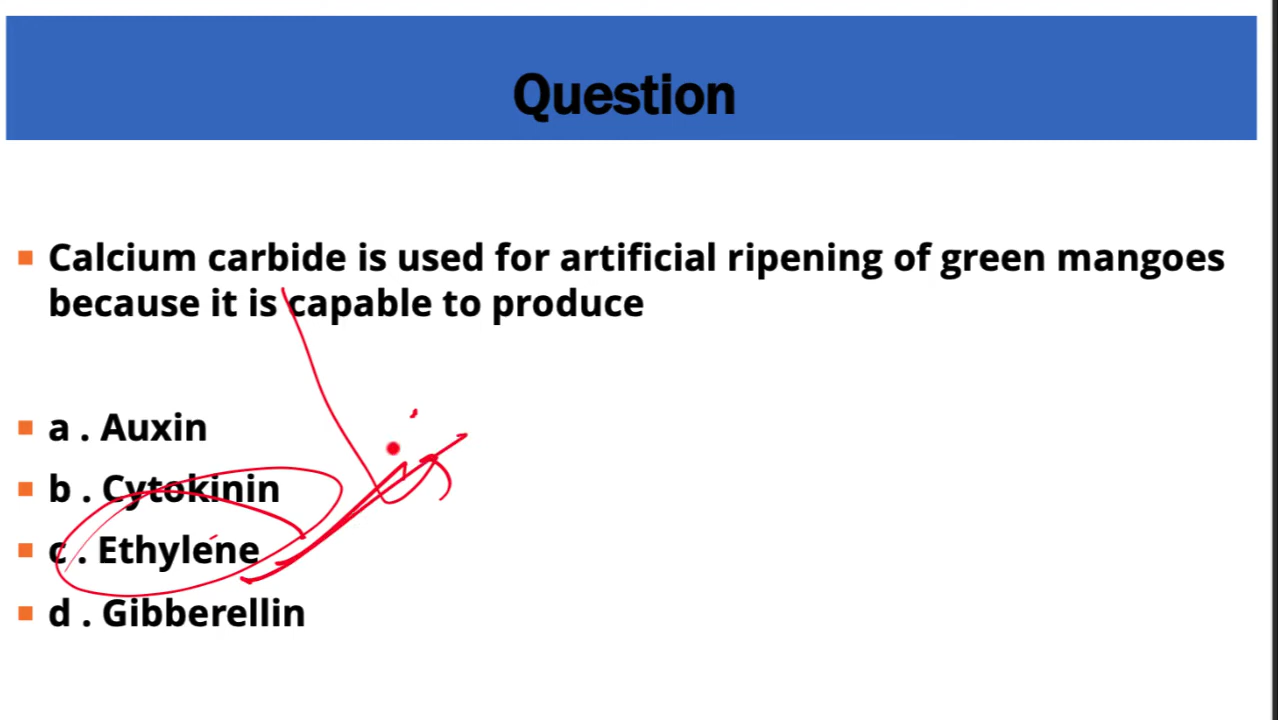 Question
Calcium carbide is used for artificial ripening of green mangoes
because it is capable to produce
a . Auxin
b . Cytokinin
c . Ethylene
d . Gibberellin